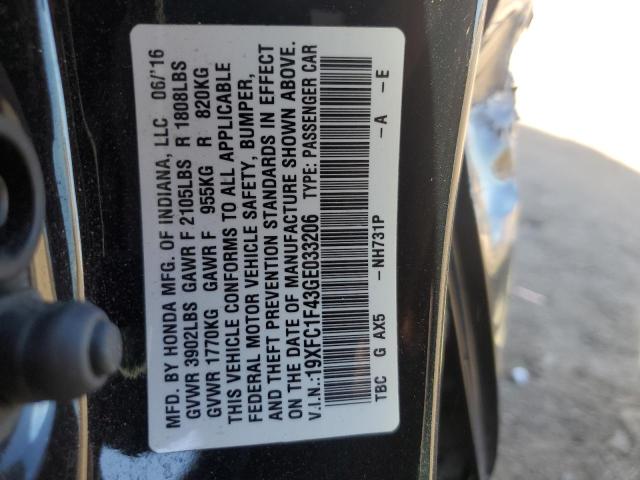 MFD. BY HONDA MFG. OF INDIANA, LLC 06/'16
GVWR 3902LBS GAWR F 2105LBS R 1808LBS
GVWR 1770KG GAWR F 955KG R 820KG
THIS VEHICLE CONFORMS TO ALL APPLICABLE
FEDERAL MOTOR VEHICLE SAFETY, BUMPER,
AND THEFT PREVENTION STANDARDS IN EFFECT
ON THE DATE OF MANUFACTURE SHOWN ABOVE.
V.I.N.:19XFC1F43GE033206 TYPE: PASSENGER CAR
TBC G AX5 -NH731P -A -E